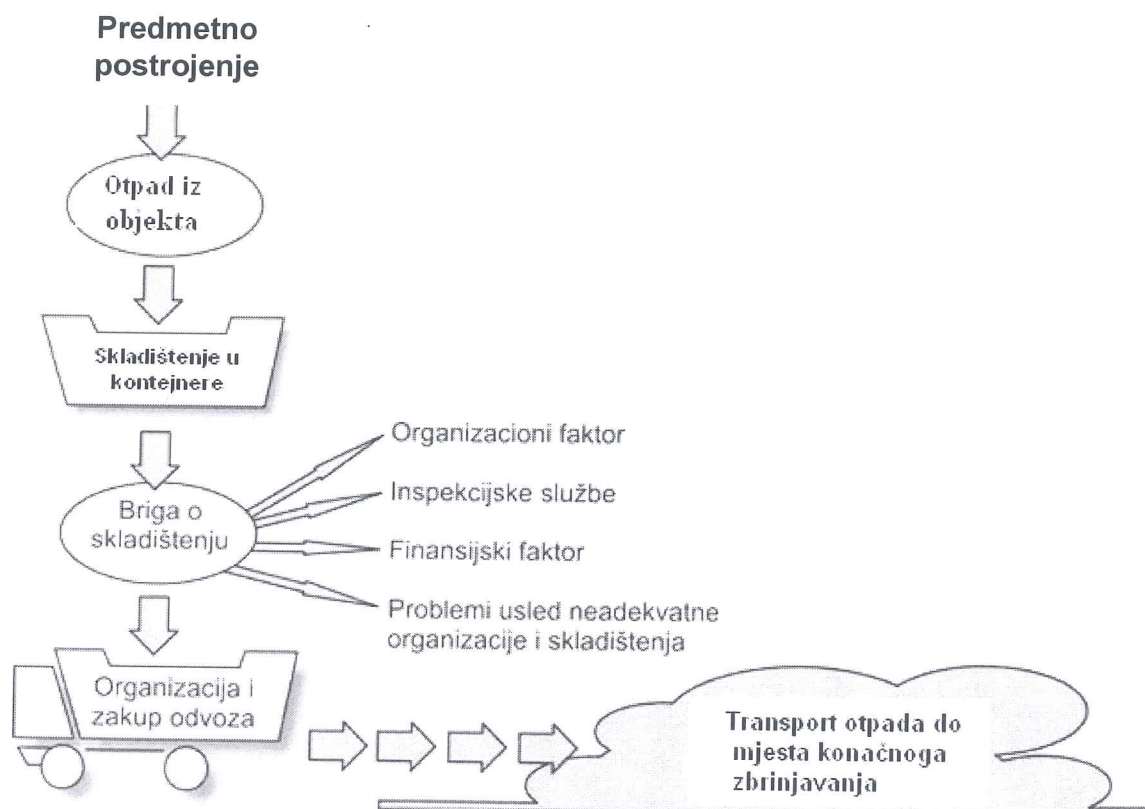 Predmetno
postrojenje
Otpad iz
objekta
Skladištenje u
kontejnere
Briga o
skladištenju
Organizacioni faktor
Inspekcijske službe
Finansijski faktor
Problemi usled neadekvatne
organizacije i skladištenja
Organizacija i
zakup odvoza
Transport otpada do
mjesta konačnoga
zbrinjavanja